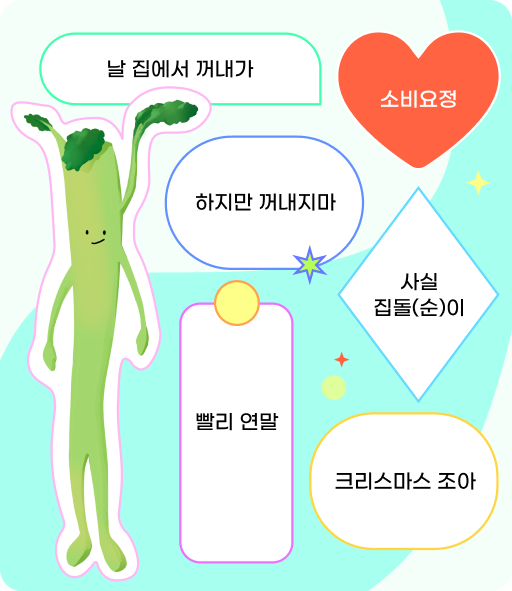 날 집에서 꺼내가
소비요정
하지만 꺼내지마
사실
집돌(순)이
빨리 연말
크리스마스 조아